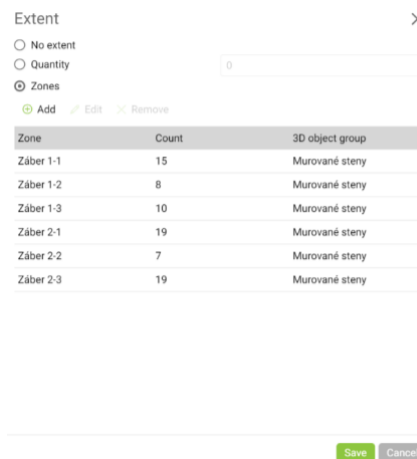 Extent
No extent
Quantity 0
Zones
Add Edit Remove
Zone Count 3D object group
Záber 1-1 15 Murované steny
Záber 1-2 8 Murované steny
Záber 1-3 10 Murované steny
Záber 2-1 19 Murované steny
Záber 2-2 7 Murované steny
Záber 2-3 19 Murované steny
Save Cancel